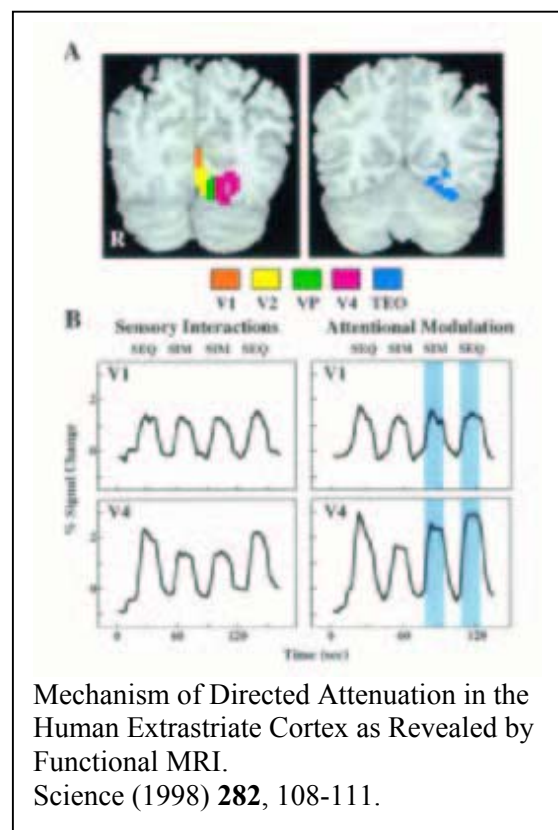 A
R
V1 V2 VP V4 TEO
B
Sensory Interactions Attentional Modulation
SEQ SIM SIM SEQ SEQ SIM SIM SEQ
V1 V1
% Signal Change
V4 V4
0 60 120 0 60 120
Time (sec)
Mechanism of Directed Attenuation in the
Human Extrastriate Cortex as Revealed by
Functional MRI.
Science (1998) 282, 108-111.